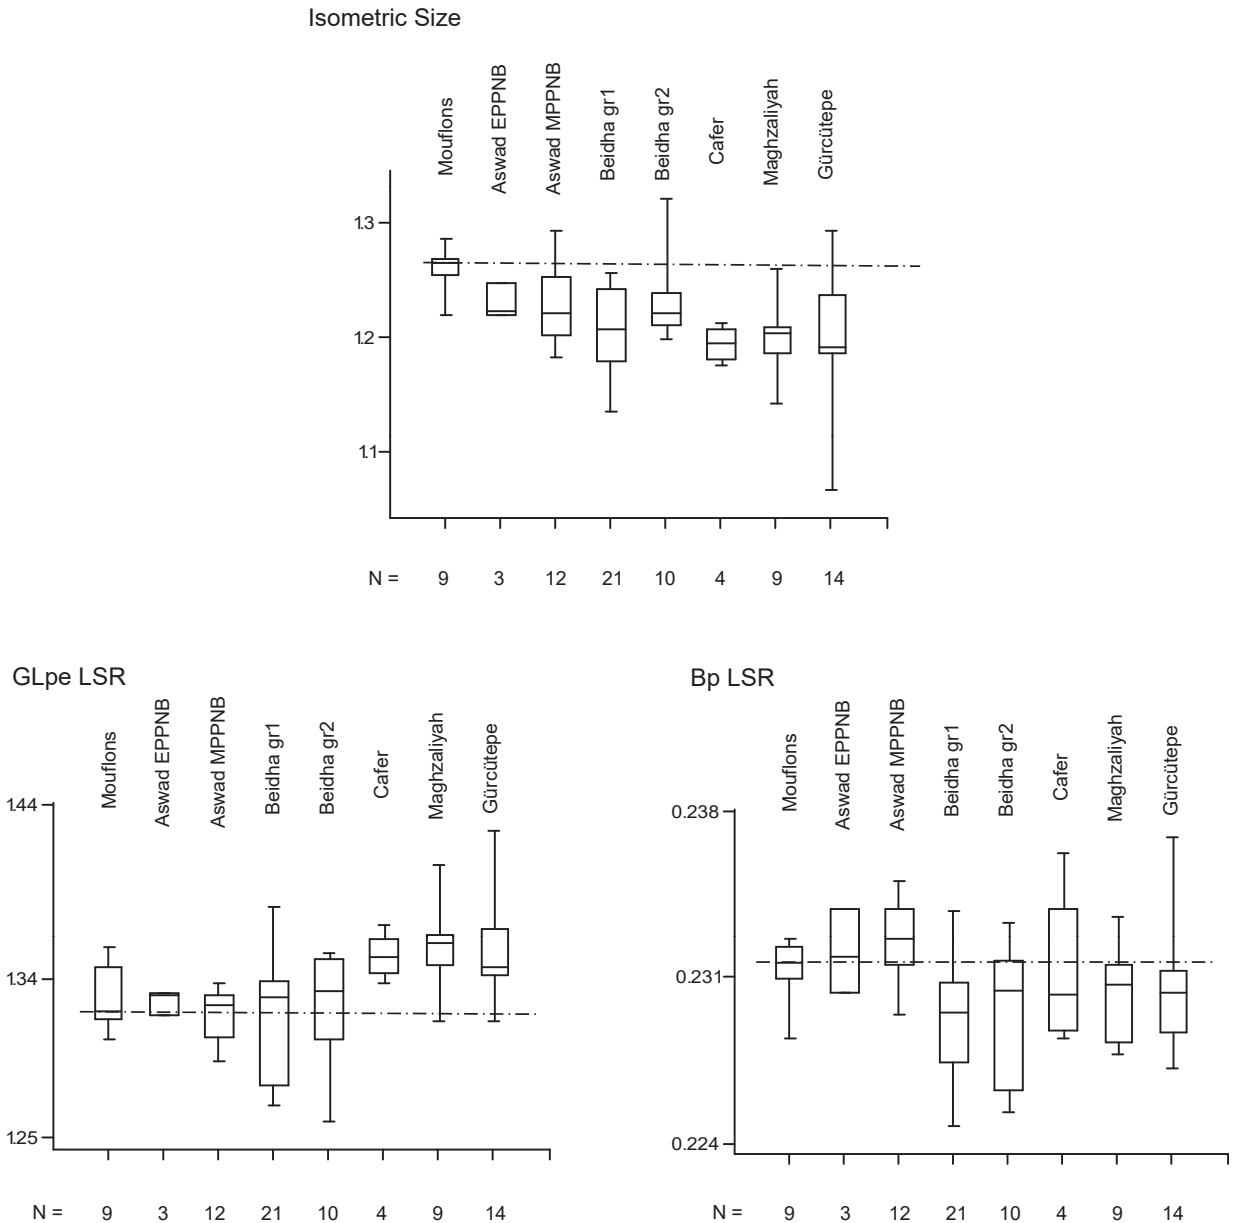 Isometric Size
Mouflons
Aswad EPPNB
Aswad MPPNB
Beidha gr1
Beidha gr2
Cafer
Maghzaliyah
Gürcütepe
1.3
1.2
1.1
N = 9 3 12 21 10 4 9 14
GLpe LSR
Mouflons
Aswad EPPNB
Aswad MPPNB
Beidha gr1
Beidha gr2
Cafer
Maghzaliyah
Gürcütepe
1.44
1.34
1.25
N = 9 3 12 21 10 4 9 14
Bp LSR
Mouflons
Aswad EPPNB
Aswad MPPNB
Beidha gr1
Beidha gr2
Cafer
Maghzaliyah
Gürcütepe
0.238
0.231
0.224
N = 9 3 12 21 10 4 9 14